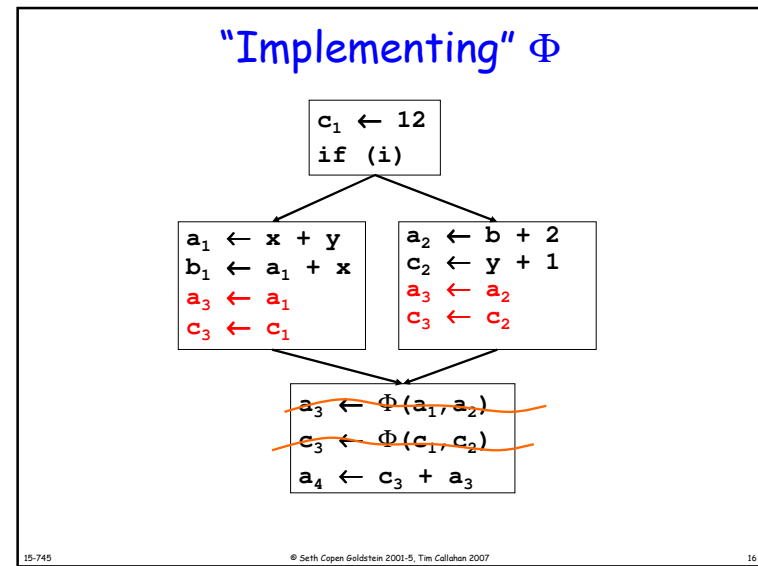 “Implementing” Φ
c₁ ← 12
if (i)
a₁ ← x + y
b₁ ← a₁ + x
a₃ ← a₁
c₃ ← c₁
a₂ ← b + 2
c₂ ← y + 1
a₃ ← a₂
c₃ ← c₂
a₃ ← Φ(a₁,a₂)
c₃ ← Φ(c₁,c₂)
a₄ ← c₃ + a₃
15-745 © Seth Copen Goldstein 2001-5, Tim Callahan 2007 16